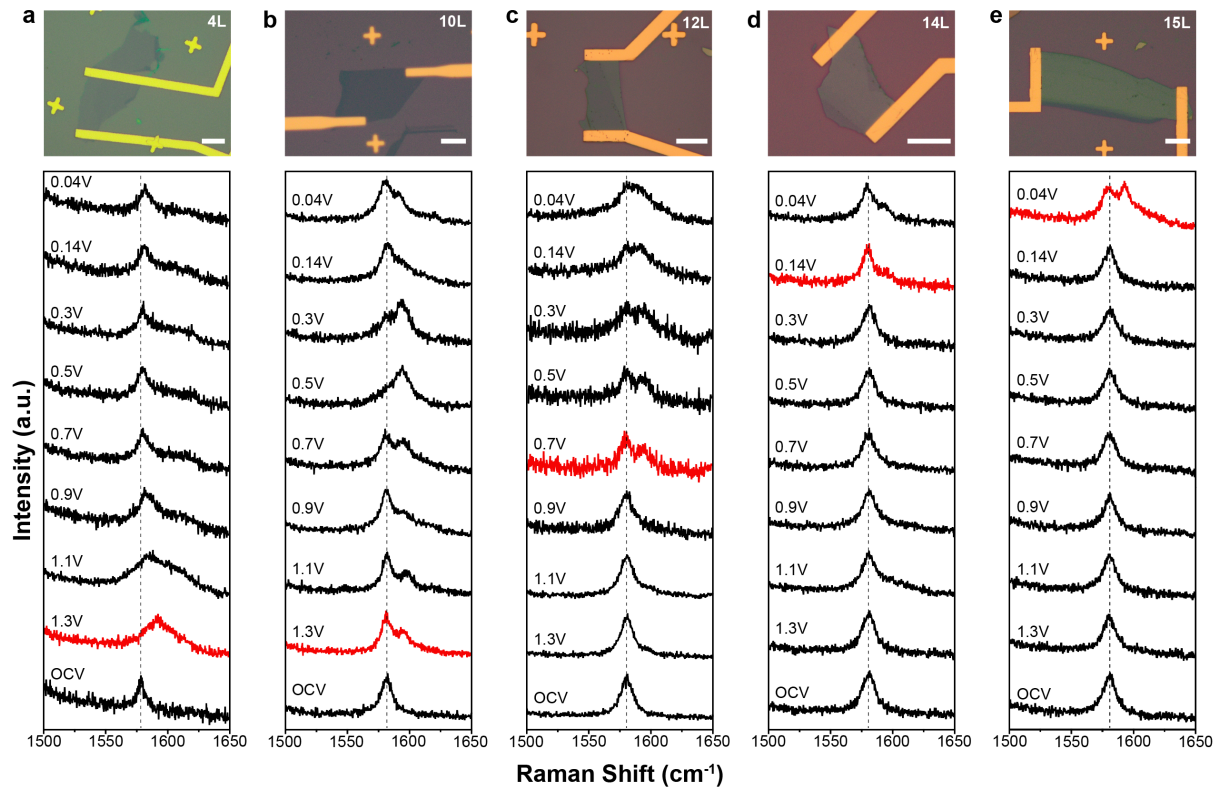 a
4L
b
10L
c
12L
d
14L
e
15L
0.04V
0.14V
0.3V
0.5V
0.7V
0.9V
1.1V
1.3V
OCV
1500
1550
1600
1650
0.04V
0.14V
0.3V
0.5V
0.7V
0.9V
1.1V
1.3V
OCV
1500
1550
1600
1650
0.04V
0.14V
0.3V
0.5V
0.7V
0.9V
1.1V
1.3V
OCV
1500
1550
1600
1650
0.04V
0.14V
0.3V
0.5V
0.7V
0.9V
1.1V
1.3V
OCV
1500
1550
1600
1650
0.04V
0.14V
0.3V
0.5V
0.7V
0.9V
1.1V
1.3V
OCV
1500
1550
1600
1650
Intensity (a.u.)
Raman Shift (cm⁻¹)